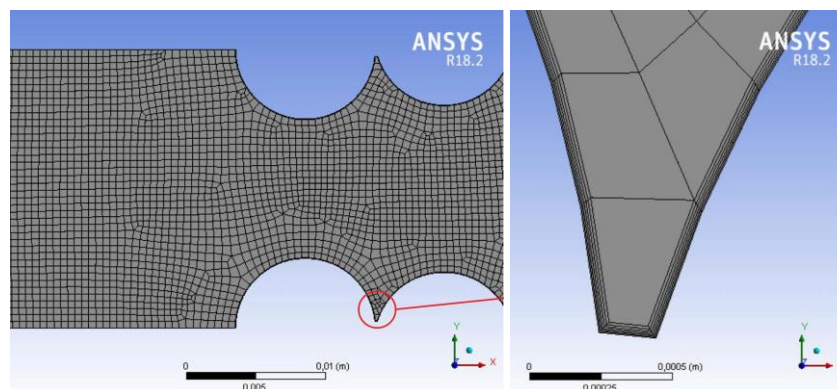 ANSYS
R18.2
Y
Z
X
0
0,01 (m)
0,005
ANSYS
R18.2
Y
X
0
0,0005 (m)
0,00025